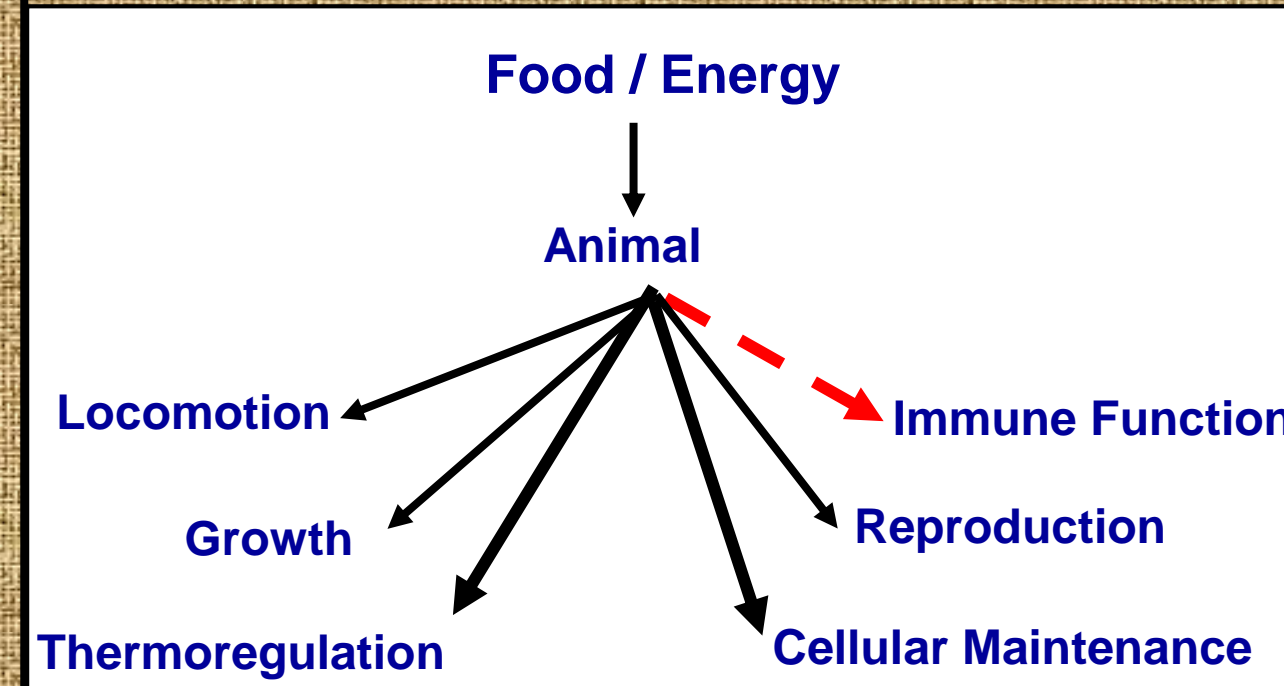 Food / Energy
Animal
Locomotion
Immune Function
Growth
Reproduction
Thermoregulation
Cellular Maintenance